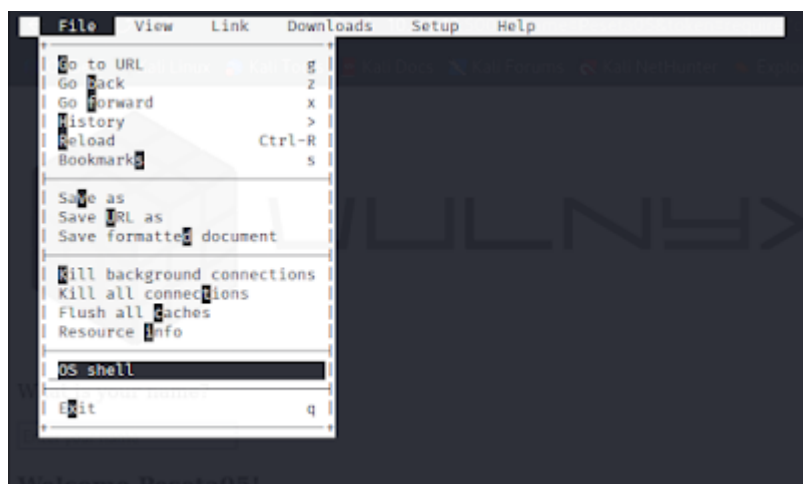 File View Link Downloads Setup Help
Go to URL g
Go back z
Go forward x
History >
Reload Ctrl-R
Bookmarks s
Save as
Save URL as
Save formatted document
Kill background connections
Kill all connections
Flush all caches
Resource info
OS shell
Exit q
VULNYX